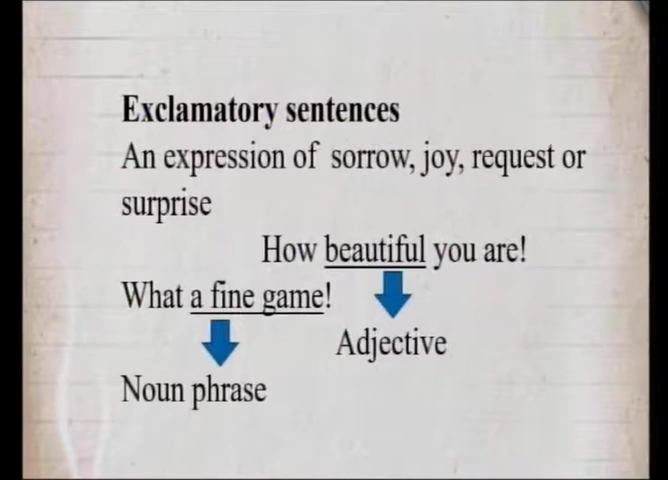 Exclamatory sentences
An expression of sorrow, joy, request or
surprise
How beautiful you are!
What a fine game!
Adjective
Noun phrase